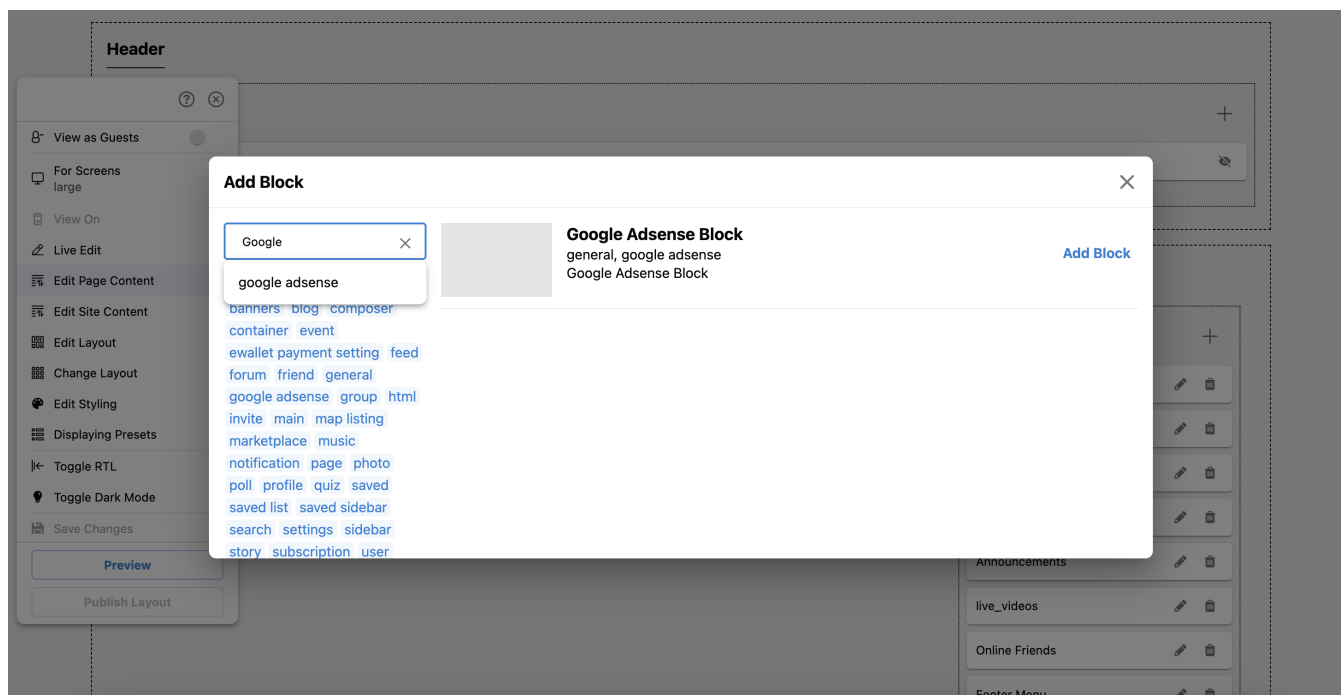 Header
View as Guests
For Screens
large
View On
Live Edit
Edit Page Content
Edit Site Content
Edit Layout
Change Layout
Edit Styling
Displaying Presets
Toggle RTL
Toggle Dark Mode
Save Changes
Preview
Publish Layout
Add Block
Google
google adsense
banners blog composer
container event
ewallet payment setting feed
forum friend general
google adsense group html
invite main map listing
marketplace music
notification page photo
poll profile quiz saved
saved list saved sidebar
search settings sidebar
story subscription user
Google Adsense Block
general, google adsense
Google Adsense Block
Add Block
Announcements
live_videos
Online Friends
Footer Menu